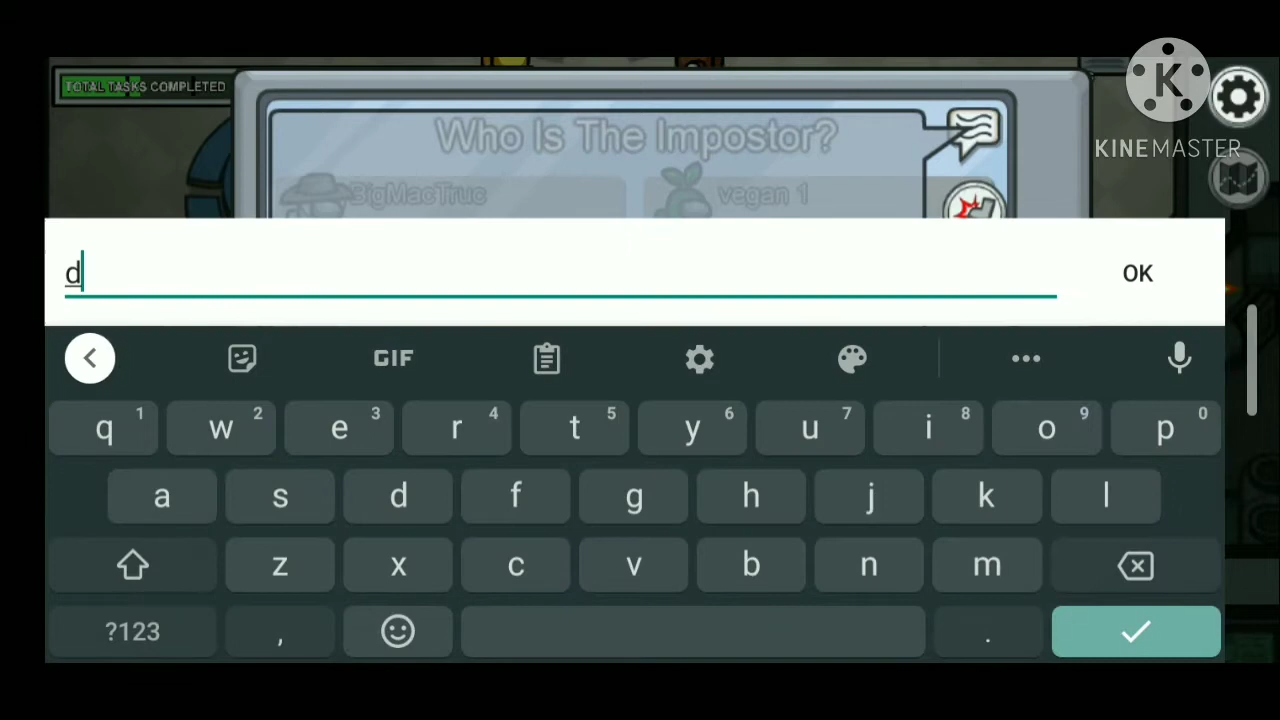 TOTAL TASKS COMPLETED
K
KINEMASTER
Who Is The Impostor?
BigMacTruc
vegan 1
d
OK
GIF
q 1 w 2 e 3 r 4 t 5 y 6 u 7 i 8 o 9 p 0
a s d f g h j k l
z x c v b n m
?123 , .